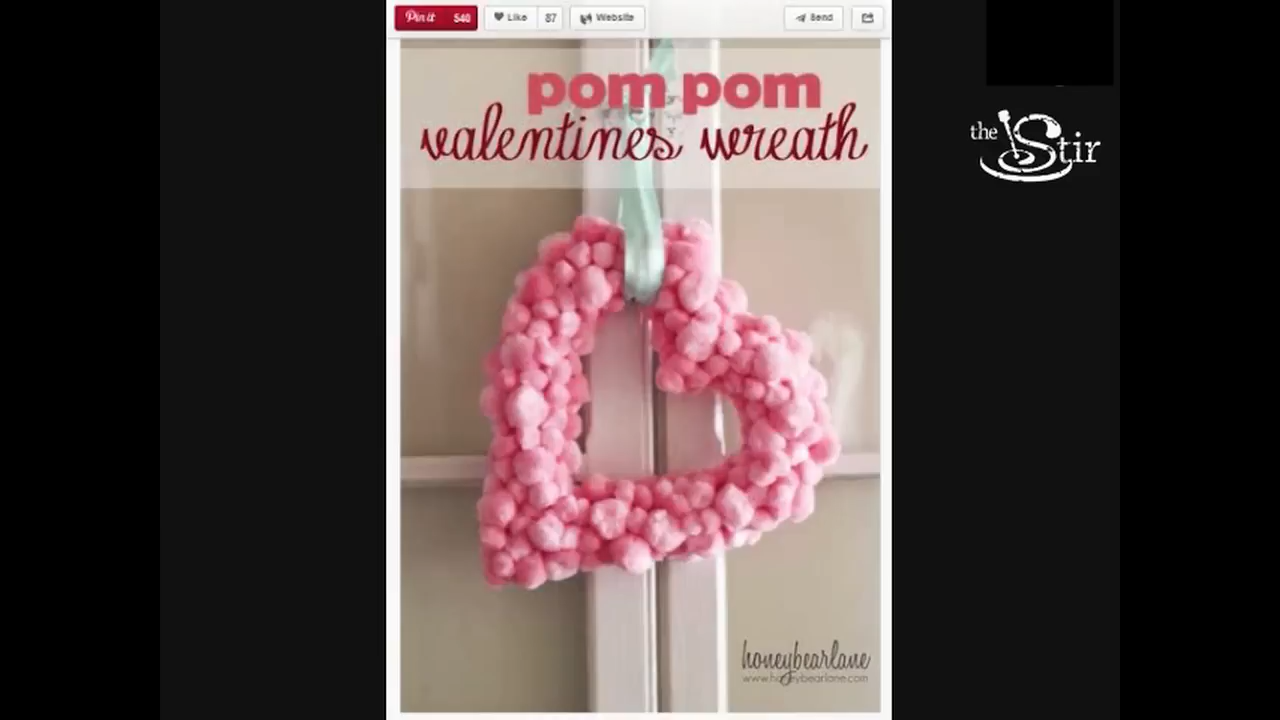 Pin it 540 Like 87 Website Send
pom pom
valentines wreath
the Stir
honeybearlane
www.honeybearlane.com